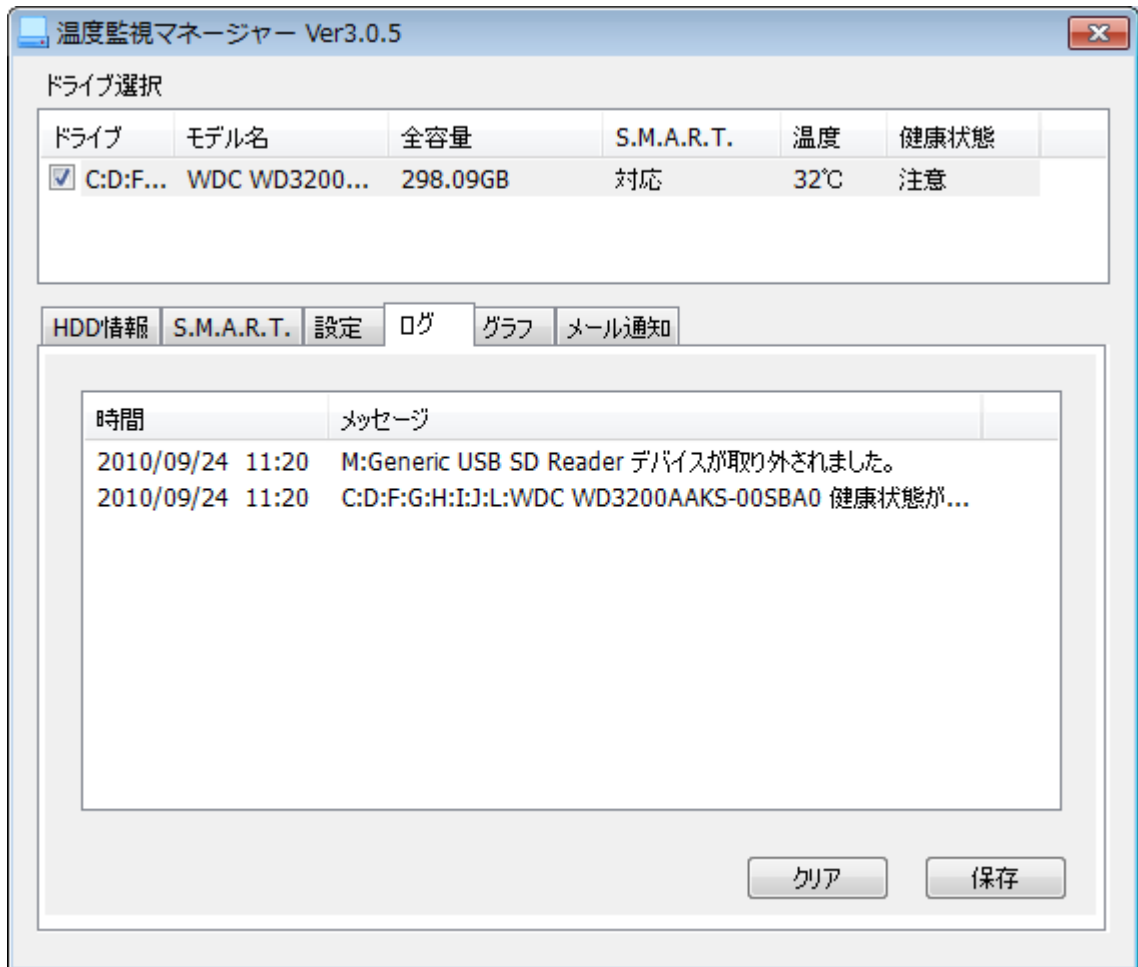 温度監視マネージャー Ver3.0.5
ドライブ選択
ドライブ モデル名 全容量 S.M.A.R.T. 温度 健康状態
C:D:F... WDC WD3200... 298.09GB 対応 32℃ 注意
HDD情報 S.M.A.R.T. 設定 ログ グラフ メール通知
時間 メッセージ
2010/09/24 11:20 M:Generic USB SD Reader デバイスが取り外されました。
2010/09/24 11:20 C:D:F:G:H:I:J:L:WDC WD3200AAKS-00SBA0 健康状態が...
クリア 保存